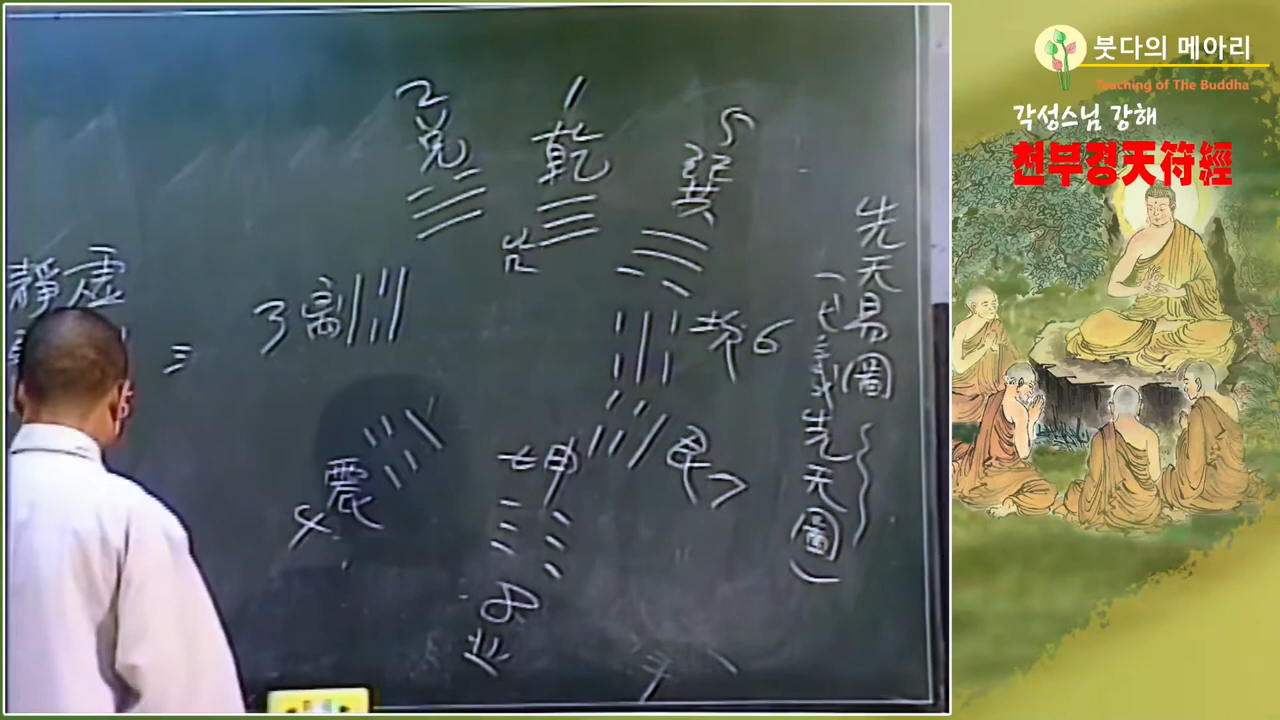 붓다의 메아리
Teaching of The Buddha
각성스님 강해
천부경天符經
先天易圖
(伏羲先天圖)
1 乾
2 兌
3 離
4 震
5 巽
坎 6
艮 7
坤
8
北
靜虛